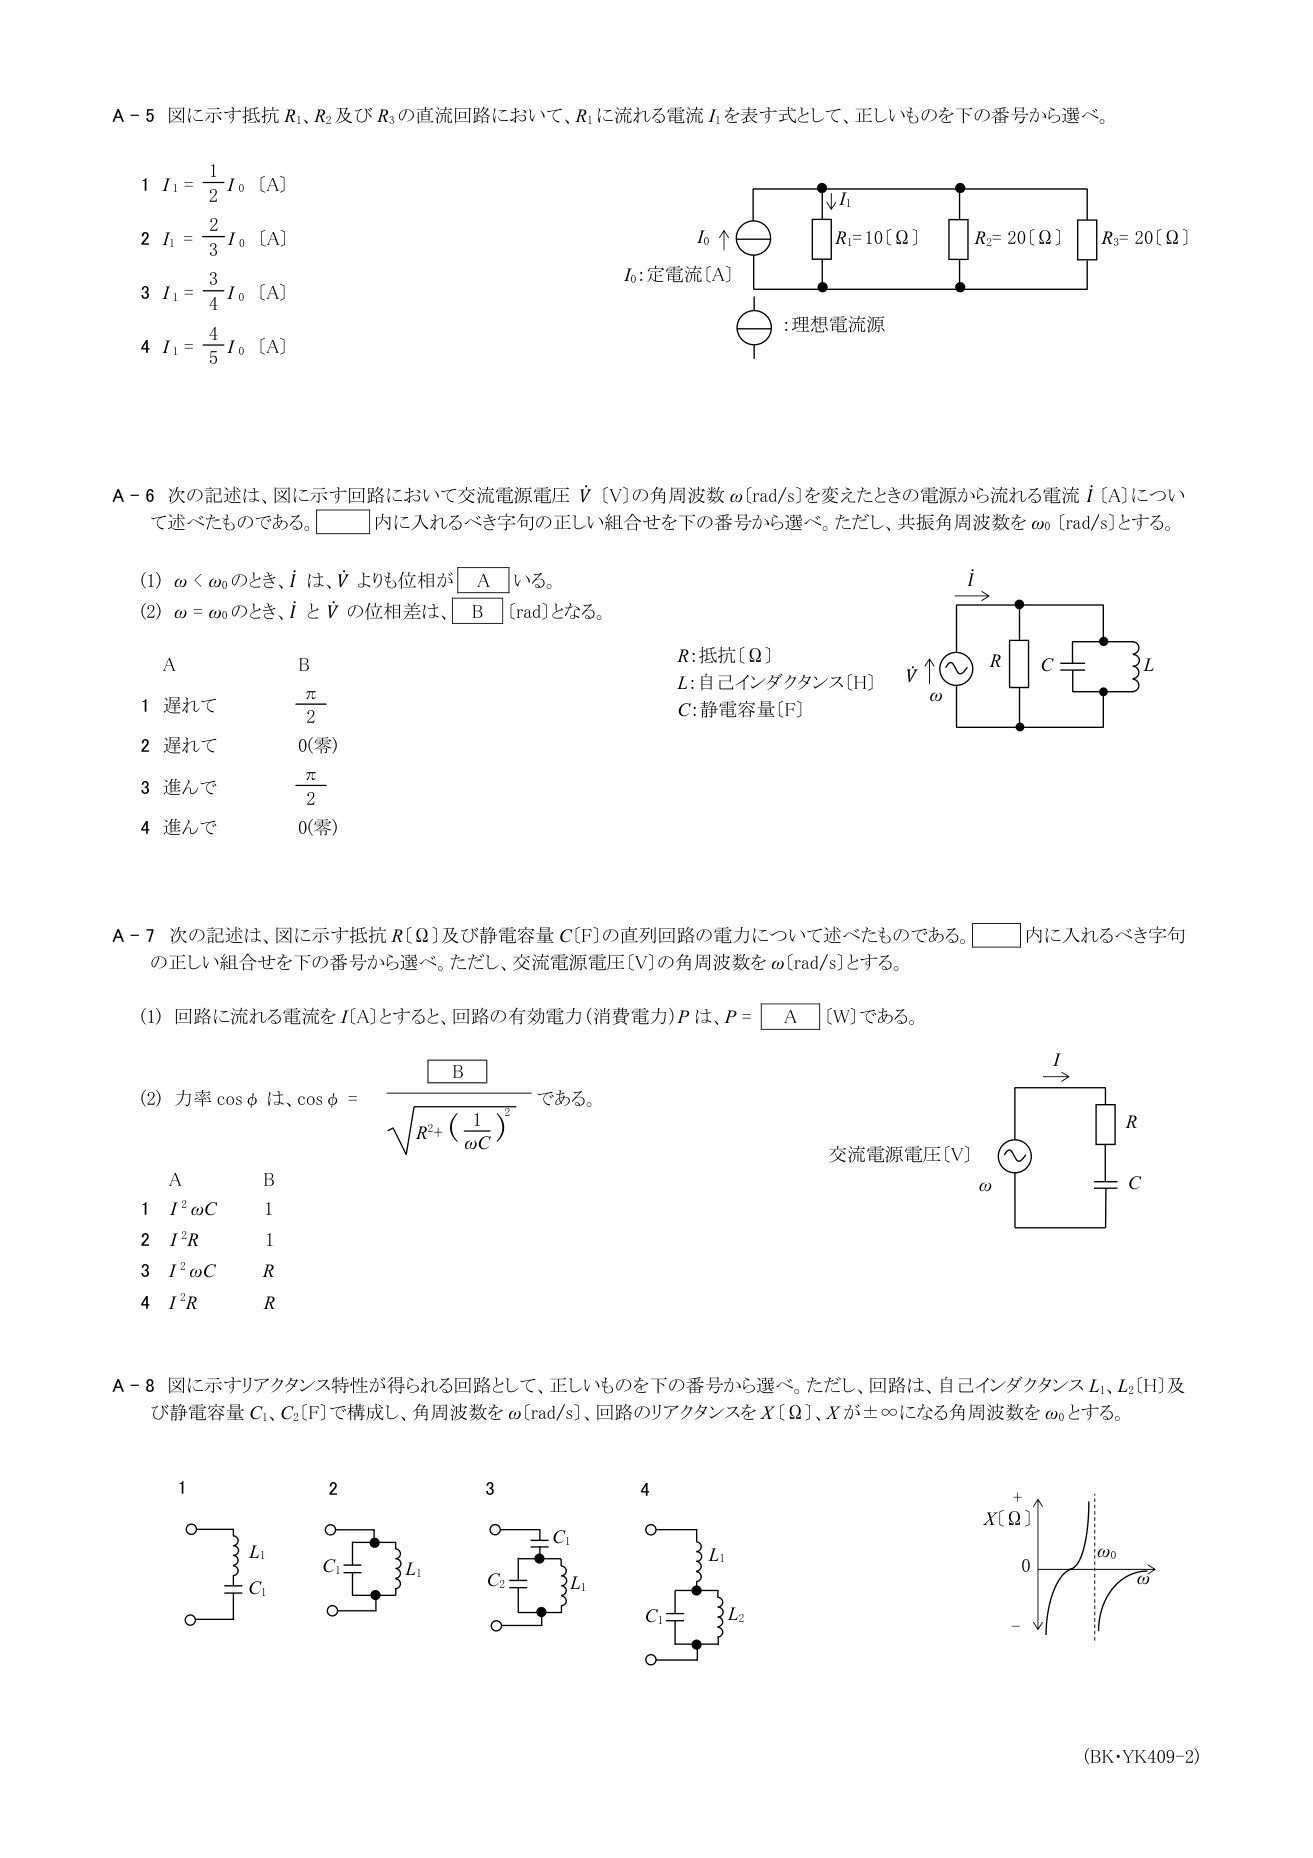 A－5 図に示す抵抗 R₁、R₂ 及び R₃ の直流回路において、R₁ に流れる電流 I₁ を表す式として、正しいものを下の番号から選べ。
1 I₁ = 1/2 I₀ 〔A〕
2 I₁ = 2/3 I₀ 〔A〕
3 I₁ = 3/4 I₀ 〔A〕
4 I₁ = 4/5 I₀ 〔A〕
I₁
I₀ ↑ R₁=10〔Ω〕 R₂= 20〔Ω〕 R₃= 20〔Ω〕
I₀:定電流〔A〕
:理想電流源
A－6 次の記述は、図に示す回路において交流電源電圧 V̇ 〔V〕の角周波数 ω〔rad/s〕を変えたときの電源から流れる電流 İ 〔A〕につい
て述べたものである。 内に入れるべき字句の正しい組合せを下の番号から選べ。ただし、共振角周波数を ω₀ 〔rad/s〕とする。
(1) ω < ω₀ のとき、İ は、V̇ よりも位相が A いる。
(2) ω = ω₀ のとき、İ と V̇ の位相差は、 B 〔rad〕となる。
A B
1 遅れて π/2
2 遅れて 0(零)
3 進んで π/2
4 進んで 0(零)
R:抵抗〔Ω〕
L:自己インダクタンス〔H〕
C:静電容量〔F〕
İ
V̇ ↑ ω R C L
A－7 次の記述は、図に示す抵抗 R〔Ω〕及び静電容量 C〔F〕の直列回路の電力について述べたものである。 内に入れるべき字句
の正しい組合せを下の番号から選べ。ただし、交流電源電圧〔V〕の角周波数を ω〔rad/s〕とする。
(1) 回路に流れる電流を I〔A〕とすると、回路の有効電力(消費電力)P は、P = A 〔W〕である。
(2) 力率 cos φ は、cos φ = B / √(R²+(1/ωC)²) である。
A B
1 I²ωC 1
2 I²R 1
3 I²ωC R
4 I²R R
I
R
交流電源電圧〔V〕
ω
C
A－8 図に示すリアクタンス特性が得られる回路として、正しいものを下の番号から選べ。ただし、回路は、自己インダクタンス L₁、L₂〔H〕及
び静電容量 C₁、C₂〔F〕で構成し、角周波数を ω〔rad/s〕、回路のリアクタンスを X〔Ω〕、X が±∞になる角周波数を ω₀ とする。
1 2 3 4
L₁ C₁
C₁ L₁
C₁ C₂ L₁
L₁ C₁ L₂
+
X〔Ω〕
0 ω₀ ω
−
(BK・YK409-2)